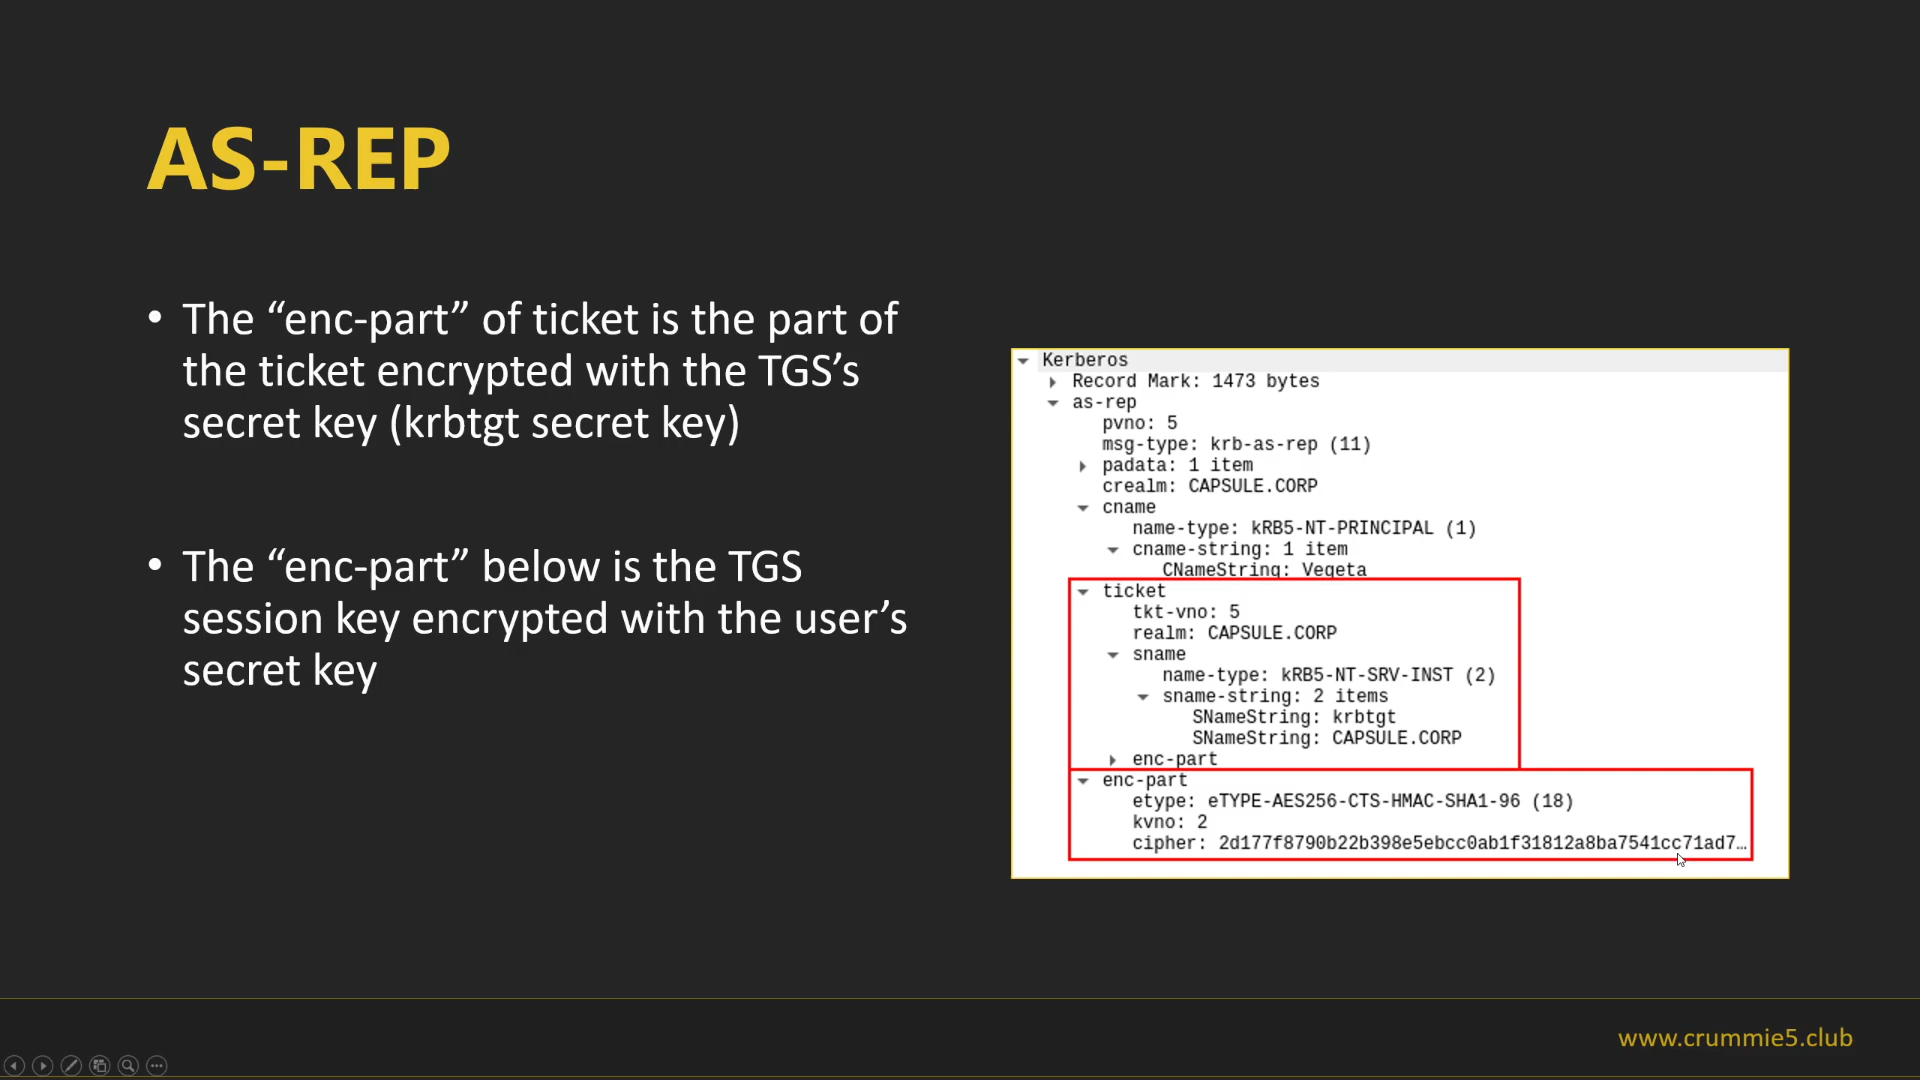 AS-REP
• The “enc-part” of ticket is the part of
the ticket encrypted with the TGS’s
secret key (krbtgt secret key)
• The “enc-part” below is the TGS
session key encrypted with the user’s
secret key
Kerberos
Record Mark: 1473 bytes
as-rep
pvno: 5
msg-type: krb-as-rep (11)
padata: 1 item
crealm: CAPSULE.CORP
cname
name-type: kRB5-NT-PRINCIPAL (1)
cname-string: 1 item
CNameString: Vegeta
ticket
tkt-vno: 5
realm: CAPSULE.CORP
sname
name-type: kRB5-NT-SRV-INST (2)
sname-string: 2 items
SNameString: krbtgt
SNameString: CAPSULE.CORP
enc-part
enc-part
etype: eTYPE-AES256-CTS-HMAC-SHA1-96 (18)
kvno: 2
cipher: 2d177f8790b22b398e5ebcc0ab1f31812a8ba7541cc71ad7…
www.crummie5.club